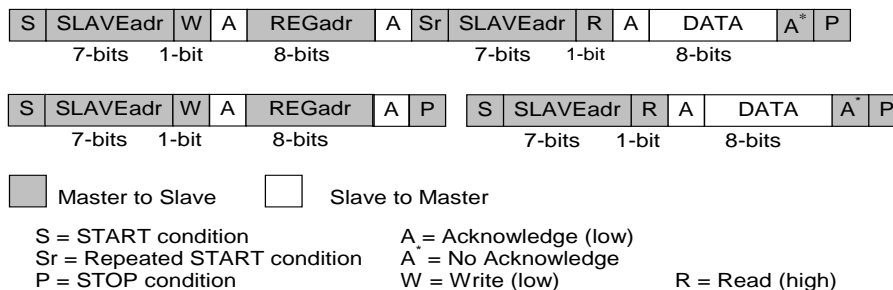 S SLAVEadr W A REGadr A Sr SLAVEadr R A DATA A* P
7-bits 1-bit 8-bits 7-bits 1-bit 8-bits
S SLAVEadr W A REGadr A P S SLAVEadr R A DATA A* P
7-bits 1-bit 8-bits 7-bits 1-bit 8-bits
Master to Slave Slave to Master
S = START condition A = Acknowledge (low)
Sr = Repeated START condition A* = No Acknowledge
P = STOP condition W = Write (low) R = Read (high)